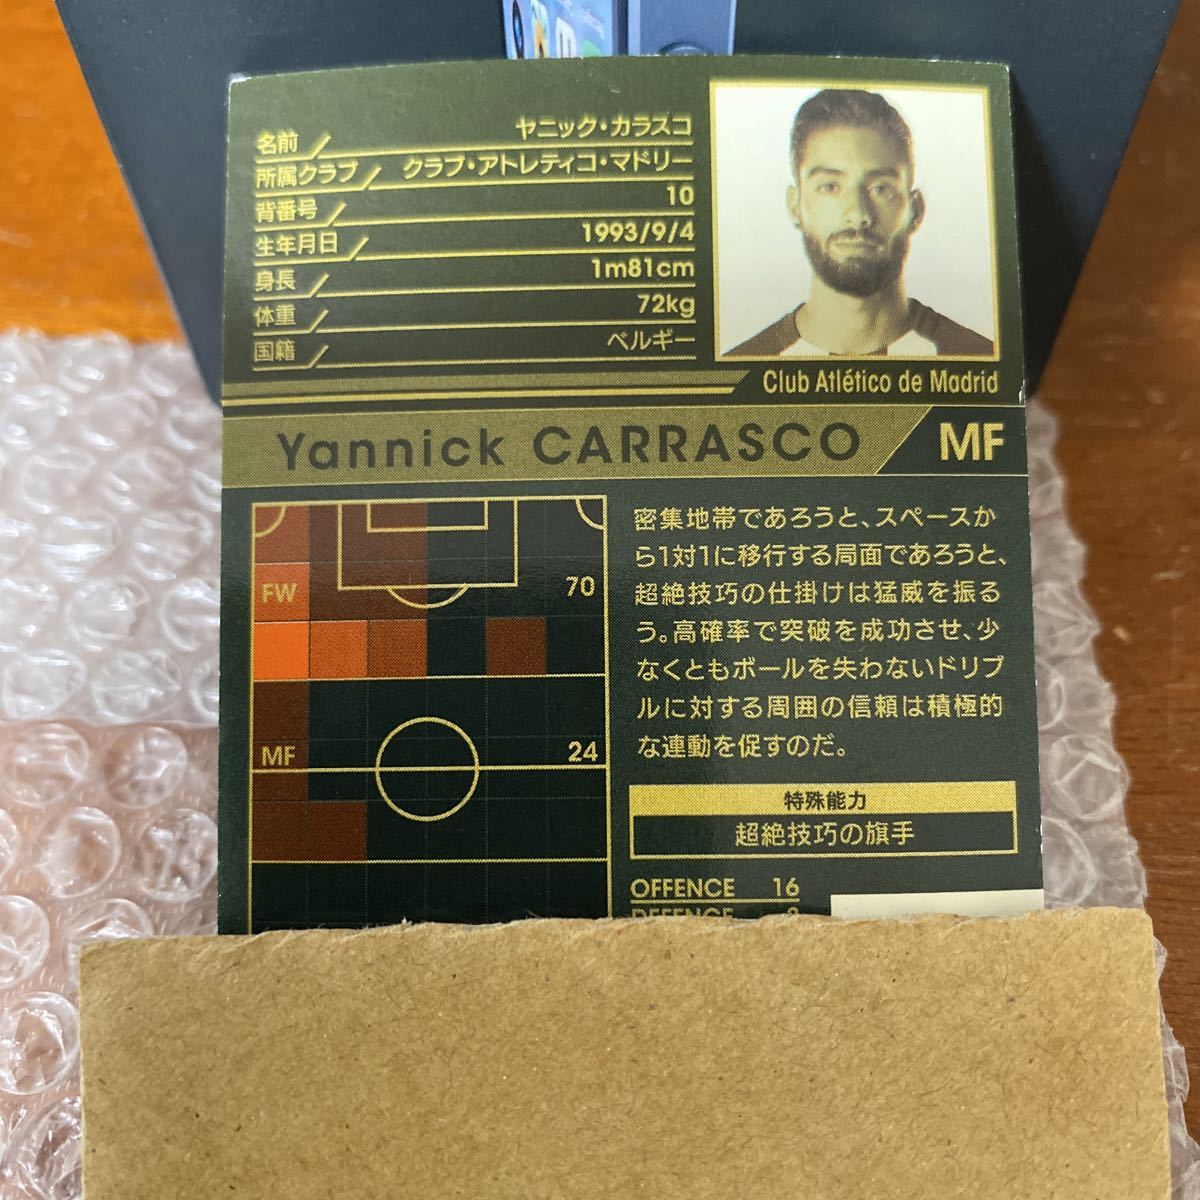 名前 ヤニック・カラスコ
所属クラブ クラブ・アトレティコ・マドリー
背番号 10
生年月日 1993/9/4
身長 1m81cm
体重 72kg
国籍 ベルギー
Club Atlético de Madrid
Yannick CARRASCO MF
FW 70
MF 24
密集地帯であろうと、スペースか
ら1対1に移行する局面であろうと、
超絶技巧の仕掛けは猛威を振る
う。高確率で突破を成功させ、少
なくともボールを失わないドリブ
ルに対する周囲の信頼は積極的
な連動を促すのだ。
特殊能力
超絶技巧の旗手
OFFENCE 16
DEFENCE